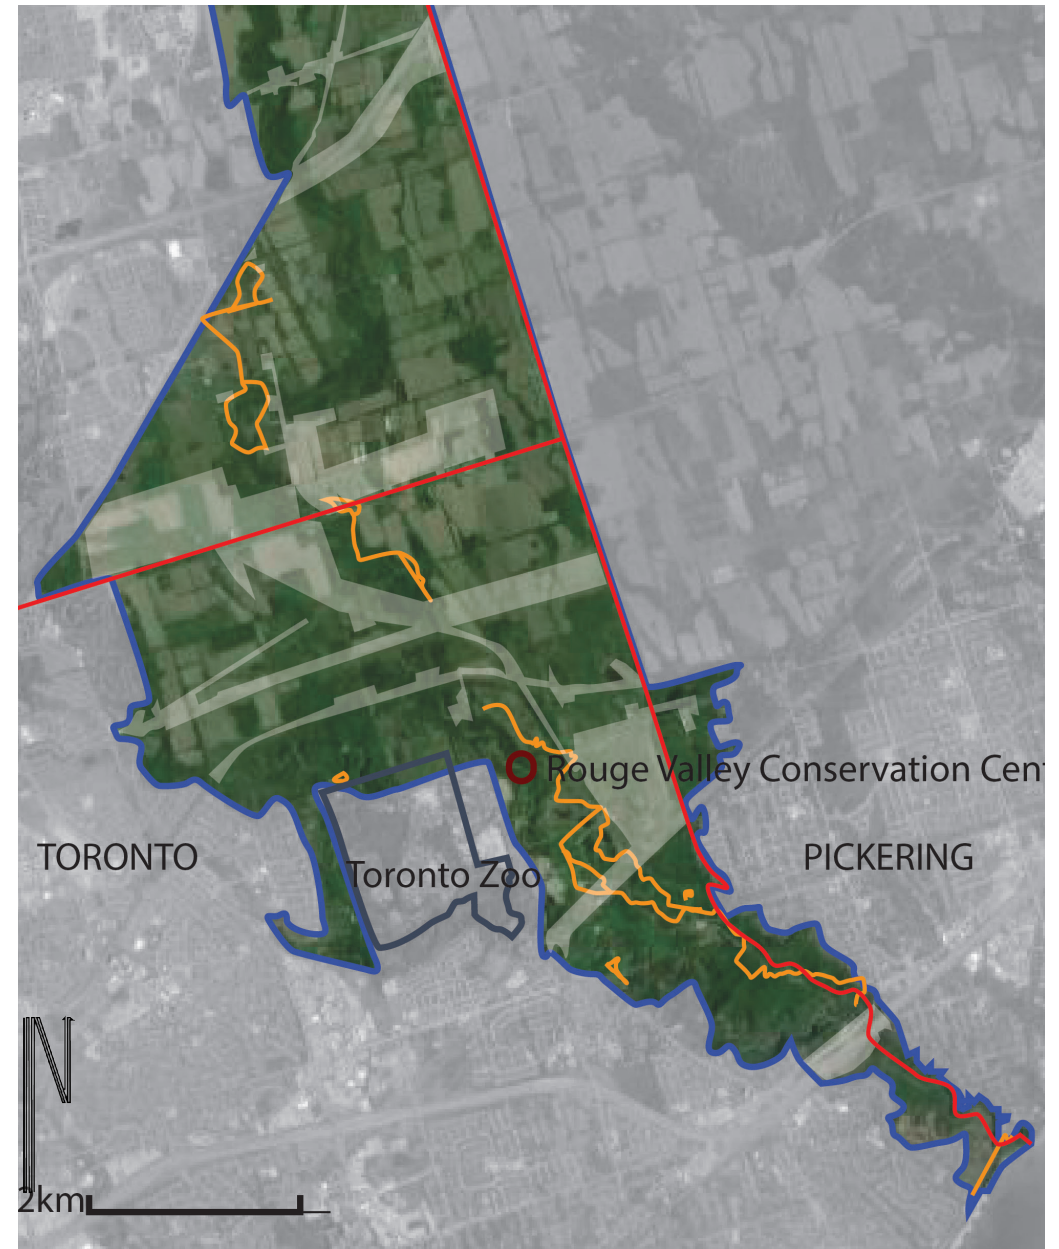 Rouge Valley Conservation Cent
TORONTO
PICKERING
Toronto Zoo
N
2km